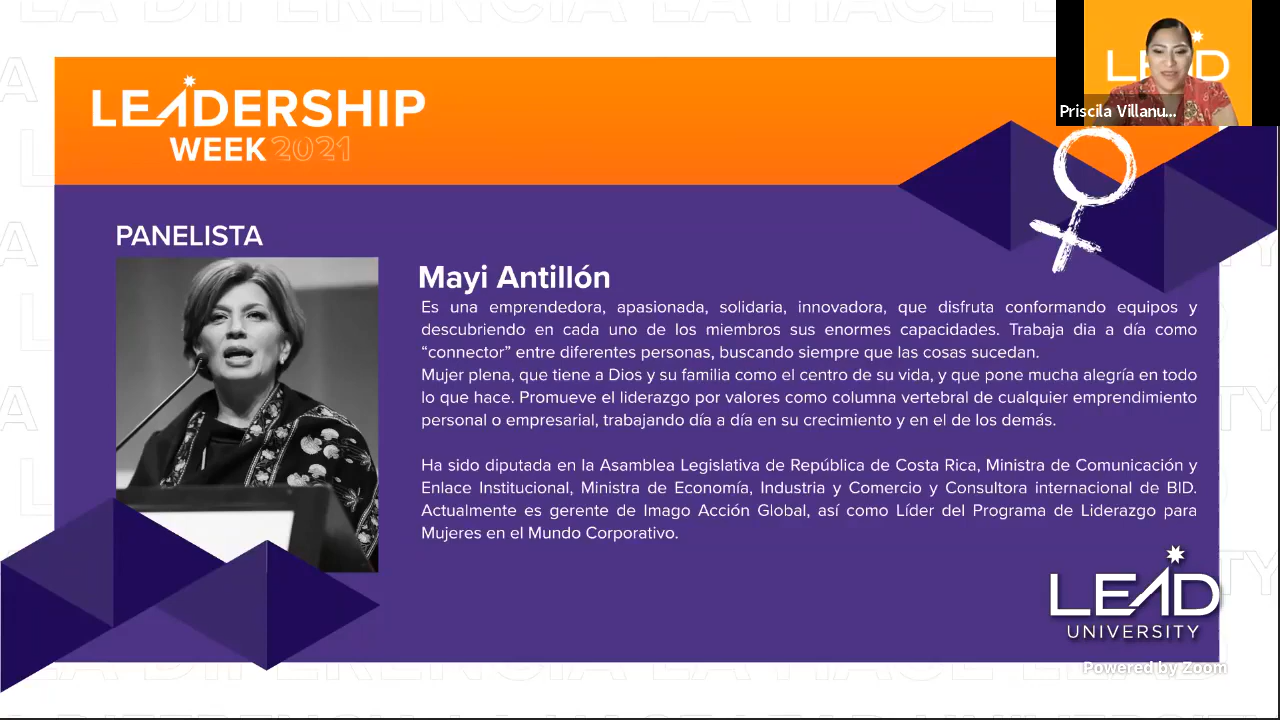 LEAD
Priscila Villanu...
LEADERSHIP
WEEK 2021
PANELISTA
Mayi Antillón
Es una emprendedora, apasionada, solidaria, innovadora, que disfruta conformando equipos y
descubriendo en cada uno de los miembros sus enormes capacidades. Trabaja dia a día como
“connector” entre diferentes personas, buscando siempre que las cosas sucedan.
Mujer plena, que tiene a Dios y su familia como el centro de su vida, y que pone mucha alegría en todo
lo que hace. Promueve el liderazgo por valores como columna vertebral de cualquier emprendimiento
personal o empresarial, trabajando día a día en su crecimiento y en el de los demás.
Ha sido diputada en la Asamblea Legislativa de República de Costa Rica, Ministra de Comunicación y
Enlace Institucional, Ministra de Economía, Industria y Comercio y Consultora internacional de BID.
Actualmente es gerente de Imago Acción Global, así como Líder del Programa de Liderazgo para
Mujeres en el Mundo Corporativo.
LEAD
UNIVERSITY
Powered by Zoom